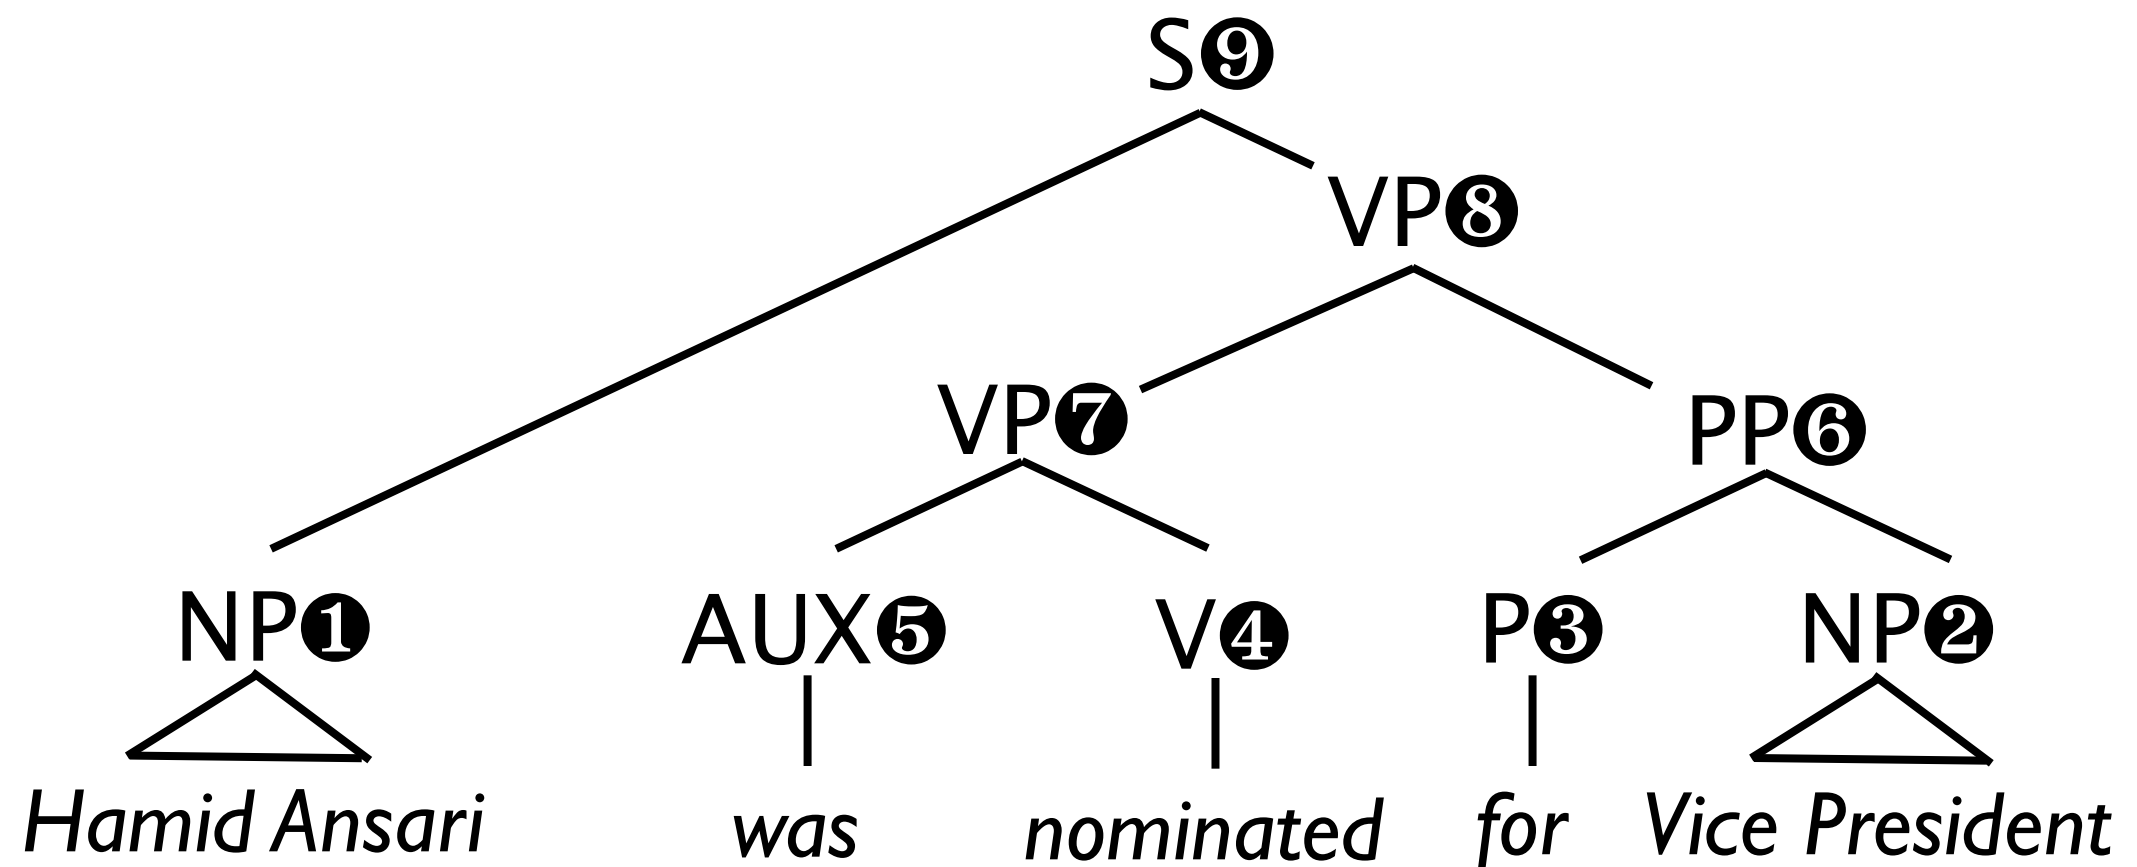 S❾
VP❽
VP❼ PP❻
NP❶ AUX❺ V❹ P❸ NP❷
Hamid Ansari was nominated for Vice President